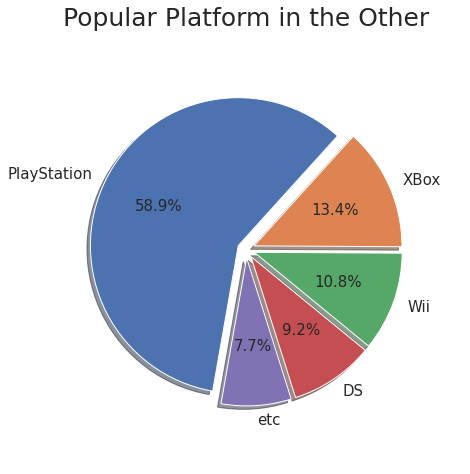 Popular Platform in the Other
PlayStation
58.9%
XBox
13.4%
Wii
10.8%
DS
9.2%
etc
7.7%